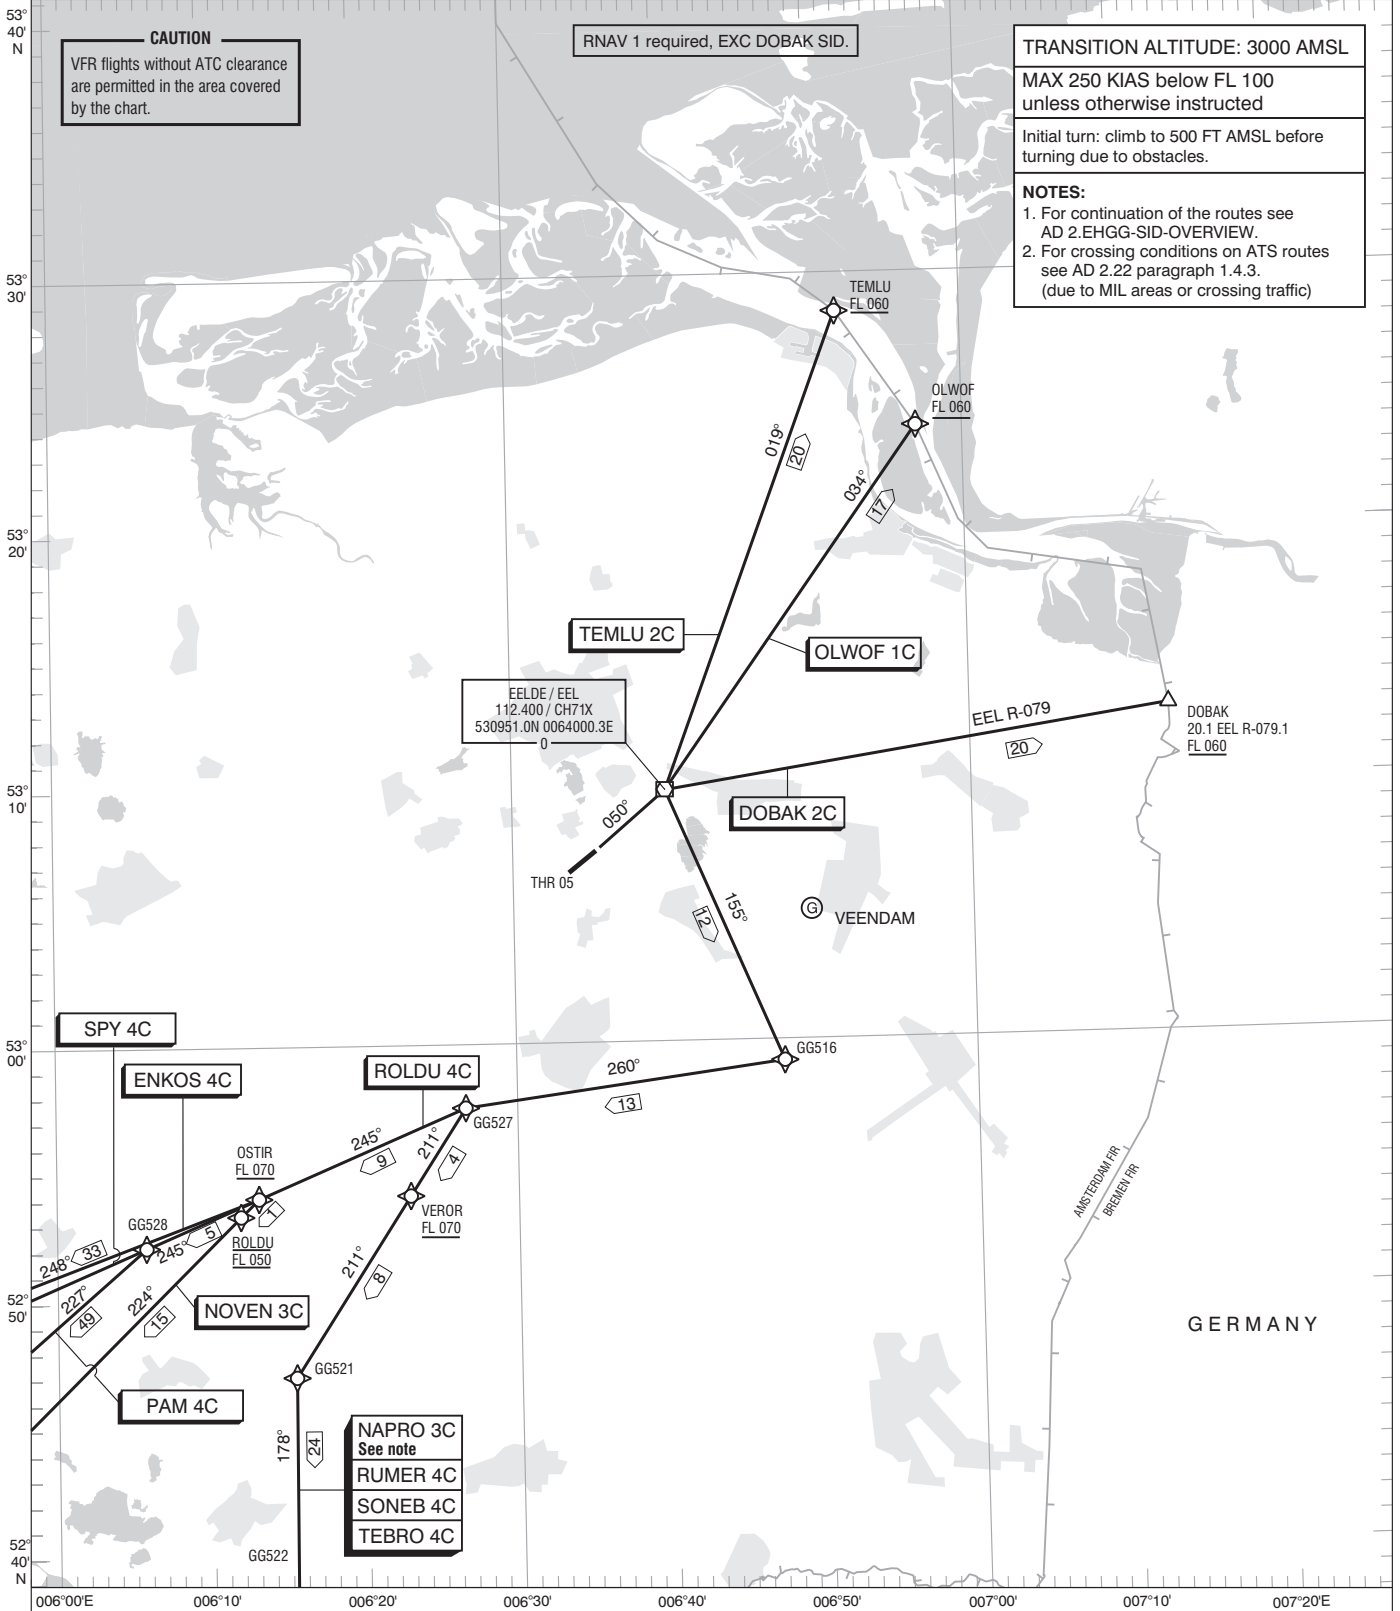 53°
40'
N
CAUTION
VFR flights without ATC clearance
are permitted in the area covered
by the chart.
RNAV 1 required, EXC DOBAK SID.
TRANSITION ALTITUDE: 3000 AMSL
MAX 250 KIAS below FL 100
unless otherwise instructed
Initial turn: climb to 500 FT AMSL before
turning due to obstacles.
NOTES:
1. For continuation of the routes see
AD 2.EHGG-SID-OVERVIEW.
2. For crossing conditions on ATS routes
see AD 2.22 paragraph 1.4.3.
(due to MIL areas or crossing traffic)
53°
30'
TEMLU
FL 060
OLWOF
FL 060
019°
20
034°
17
53°
20'
TEMLU 2C
OLWOF 1C
EELDE / EEL
112.400 / CH71X
530951.0N 0064000.3E
0
EEL R-079
20
DOBAK
20.1 EEL R-079.1
FL 060
53°
10'
050°
DOBAK 2C
THR 05
155°
12
G
VEENDAM
SPY 4C
53°
00'
GG516
ENKOS 4C
ROLDU 4C
260°
13
GG527
245°
9
211°
4
OSTIR
FL 070
1
VEROR
FL 070
GG528
5
245°
ROLDU
FL 050
248°
33
AMSTERDAM FIR
BREMEN FIR
211°
8
227°
49
224°
15
52°
50'
NOVEN 3C
GERMANY
GG521
PAM 4C
178°
24
NAPRO 3C
See note
RUMER 4C
SONEB 4C
TEBRO 4C
GG522
52°
40'
N
006°00'E
006°10'
006°20'
006°30'
006°40'
006°50'
007°00'
007°10'
007°20'E